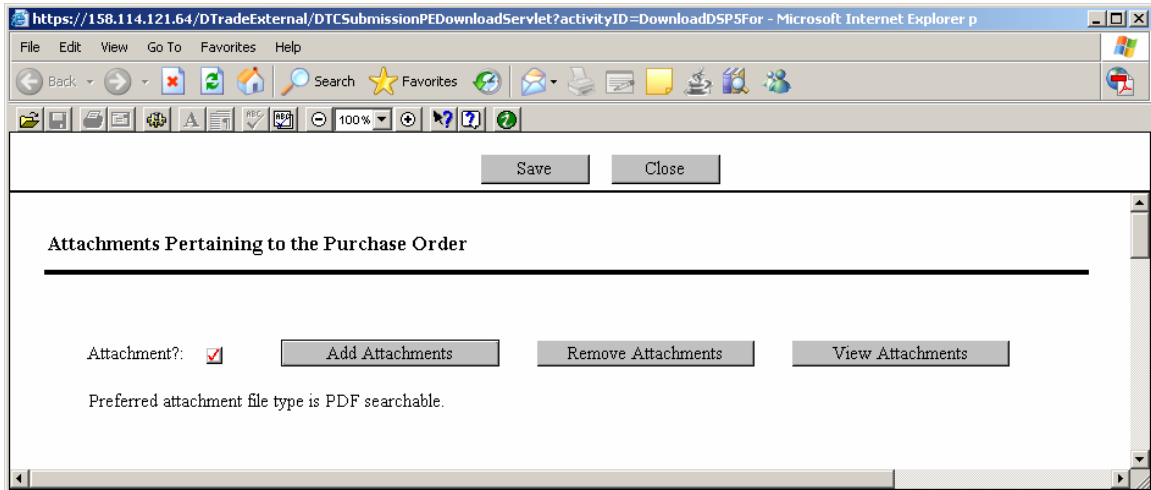 https://158.114.121.64/DTradeExternal/DTCSubmissionPEDownloadServlet?activityID=DownloadDSP5For - Microsoft Internet Explorer p
File Edit View Go To Favorites Help
Back Search Favorites
A ABC ABC 100% ? ?
Save Close
Attachments Pertaining to the Purchase Order
Attachment?: Add Attachments Remove Attachments View Attachments
Preferred attachment file type is PDF searchable.